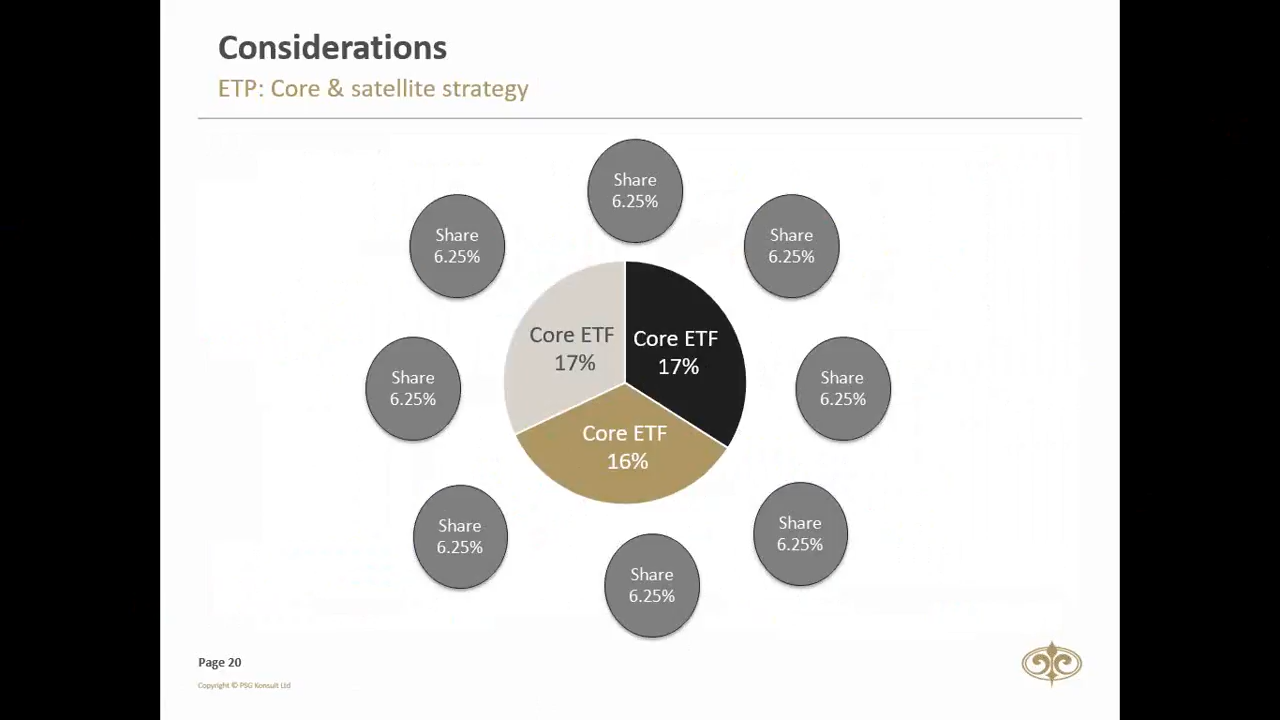 Considerations
ETP: Core & satellite strategy
Share
6.25%
Share
6.25%
Share
6.25%
Core ETF
17%
Core ETF
17%
Share
6.25%
Share
6.25%
Core ETF
16%
Share
6.25%
Share
6.25%
Share
6.25%
Page 20
Copyright © PSG Konsult Ltd